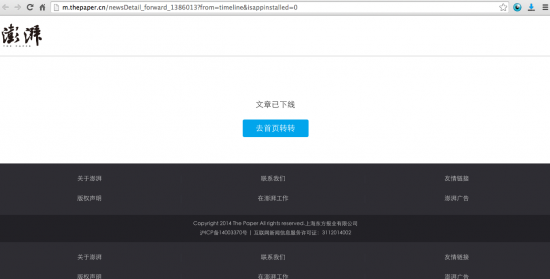 m.thepaper.cn/newsDetail_forward_1386013?from=timeline&isappinstalled=0
澎湃
THE PAPER
文章已下线
去首页转转
关于澎湃 联系我们 友情链接
版权声明 在澎湃工作 澎湃广告
Copyright 2014 The Paper All rights reserved.上海东方报业有限公司
沪ICP备14003370号 | 互联网新闻信息服务许可证：3112014002
关于澎湃 联系我们 友情链接
版权声明 在澎湃工作 澎湃广告